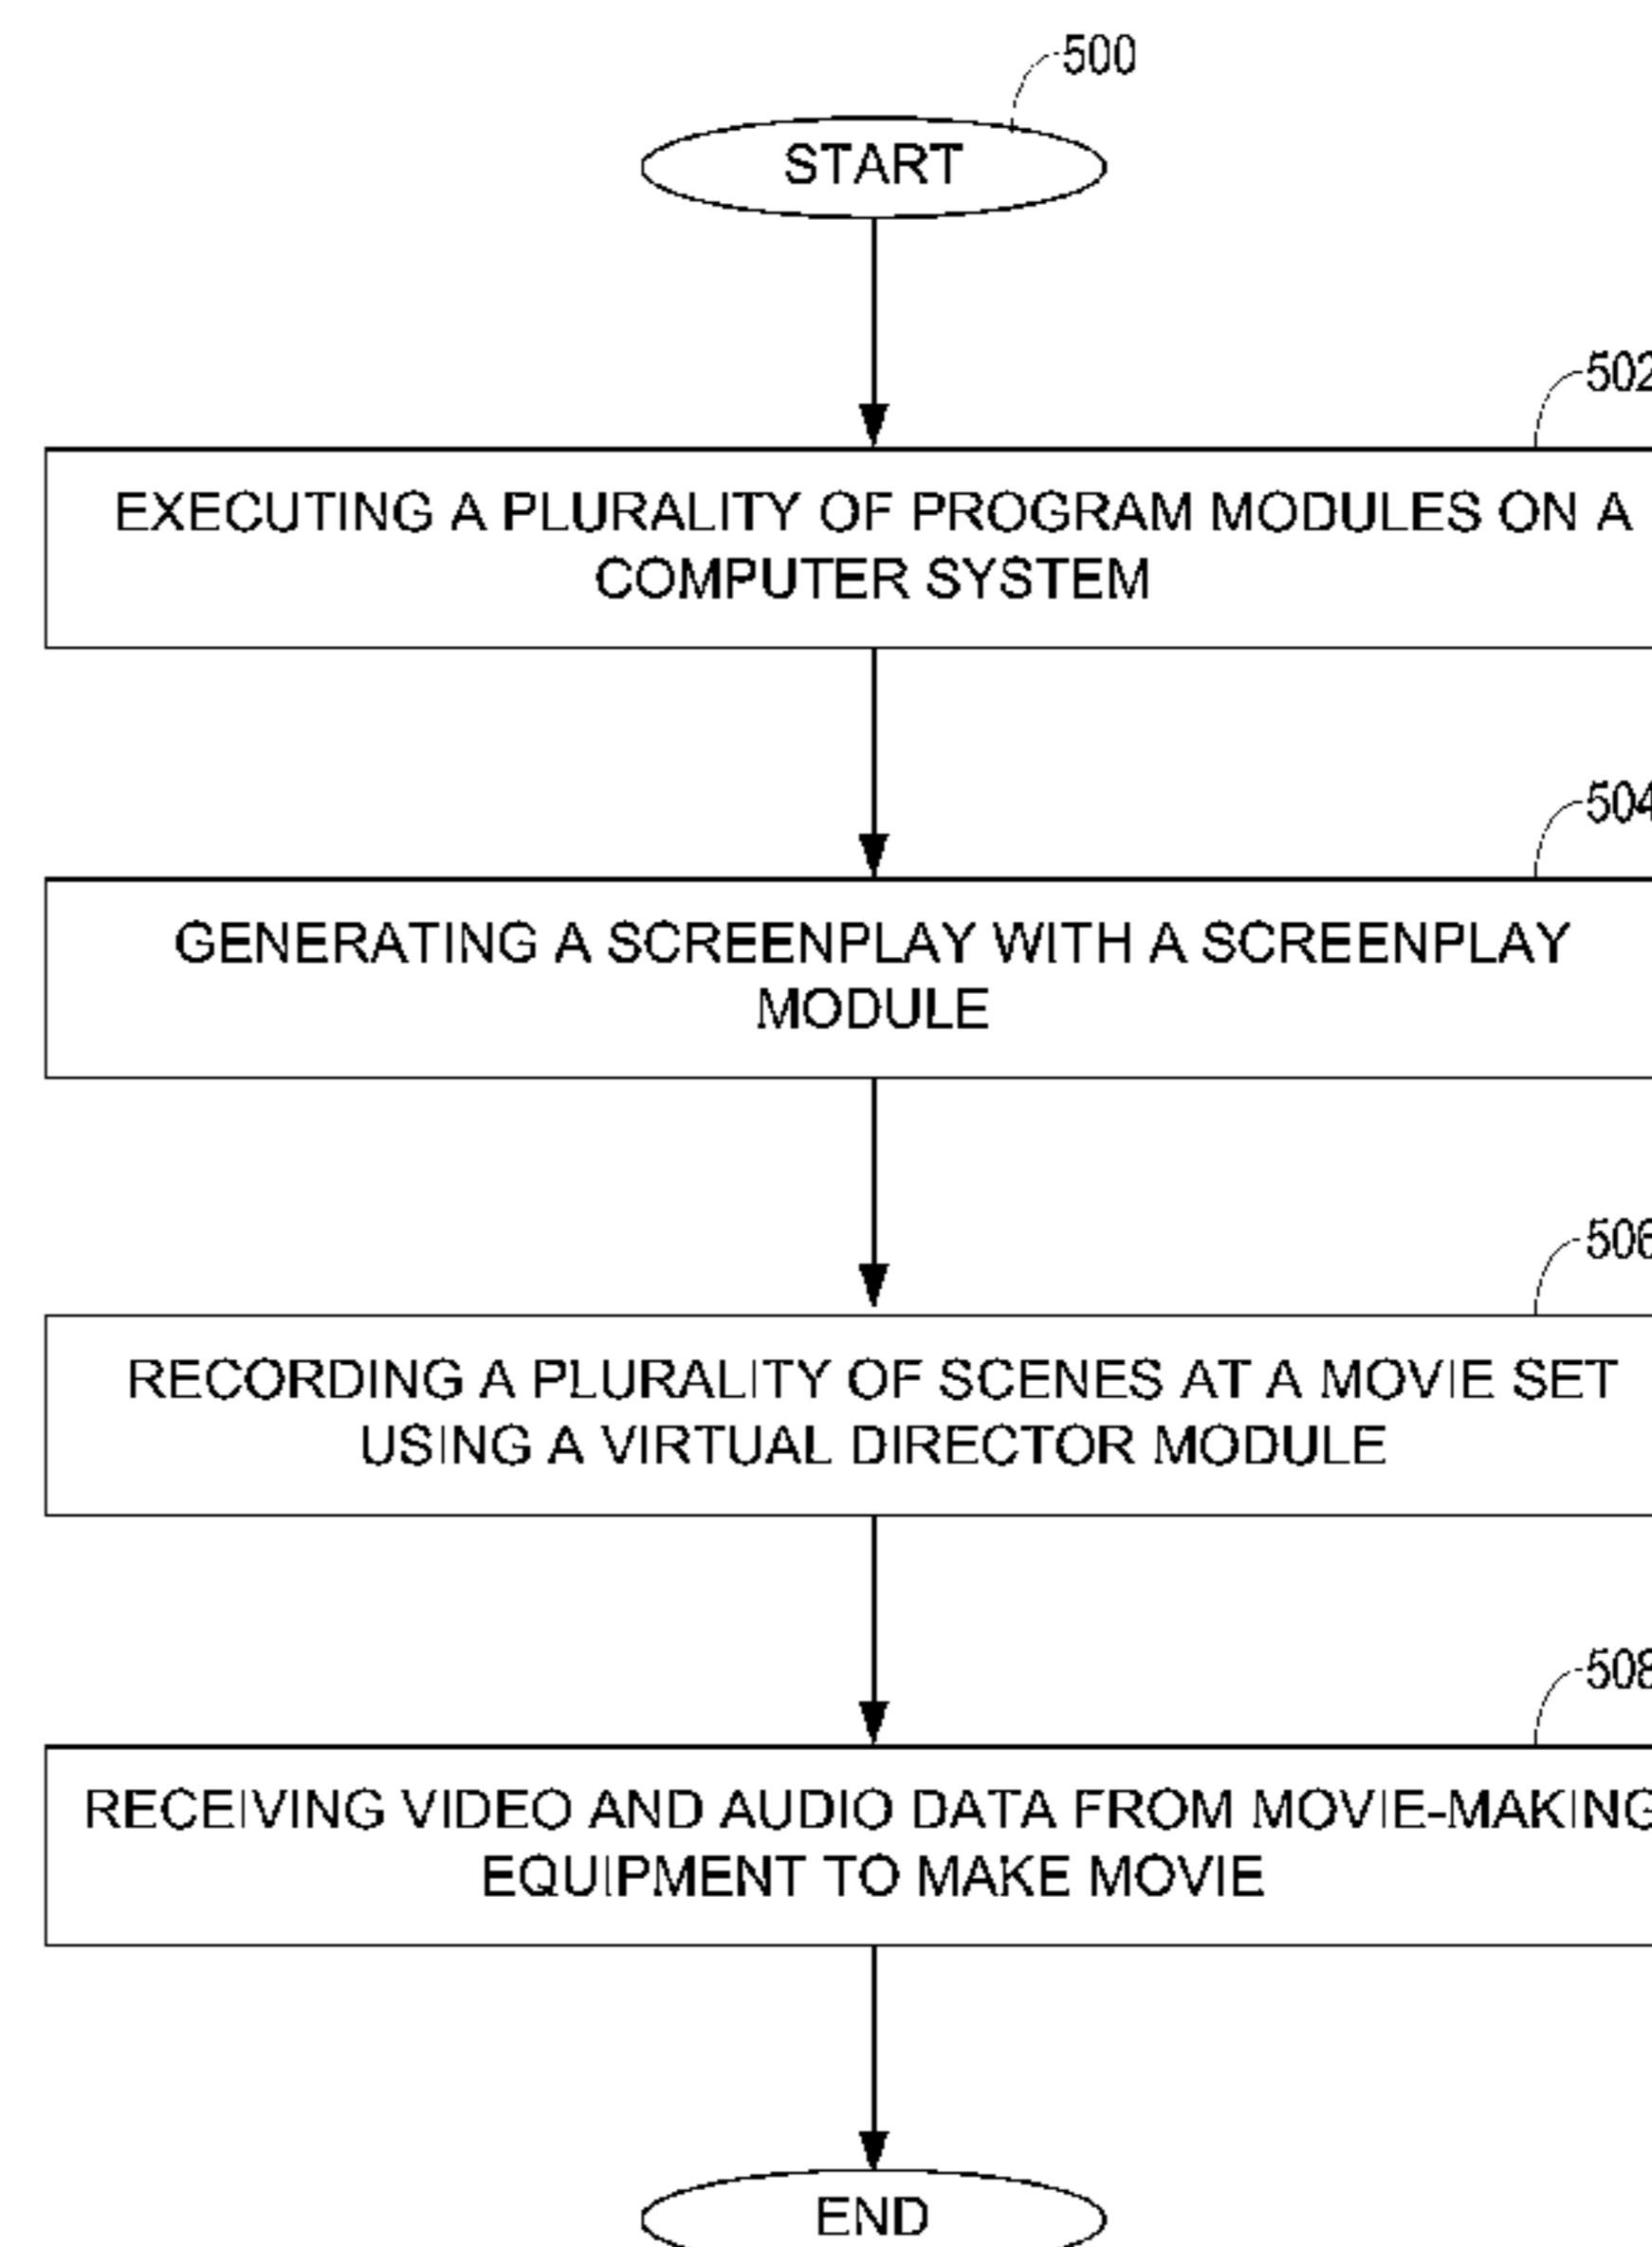 500
START
502
EXECUTING A PLURALITY OF PROGRAM MODULES ON A
COMPUTER SYSTEM
504
GENERATING A SCREENPLAY WITH A SCREENPLAY
MODULE
506
RECORDING A PLURALITY OF SCENES AT A MOVIE SET
USING A VIRTUAL DIRECTOR MODULE
508
RECEIVING VIDEO AND AUDIO DATA FROM MOVIE-MAKING
EQUIPMENT TO MAKE MOVIE
END